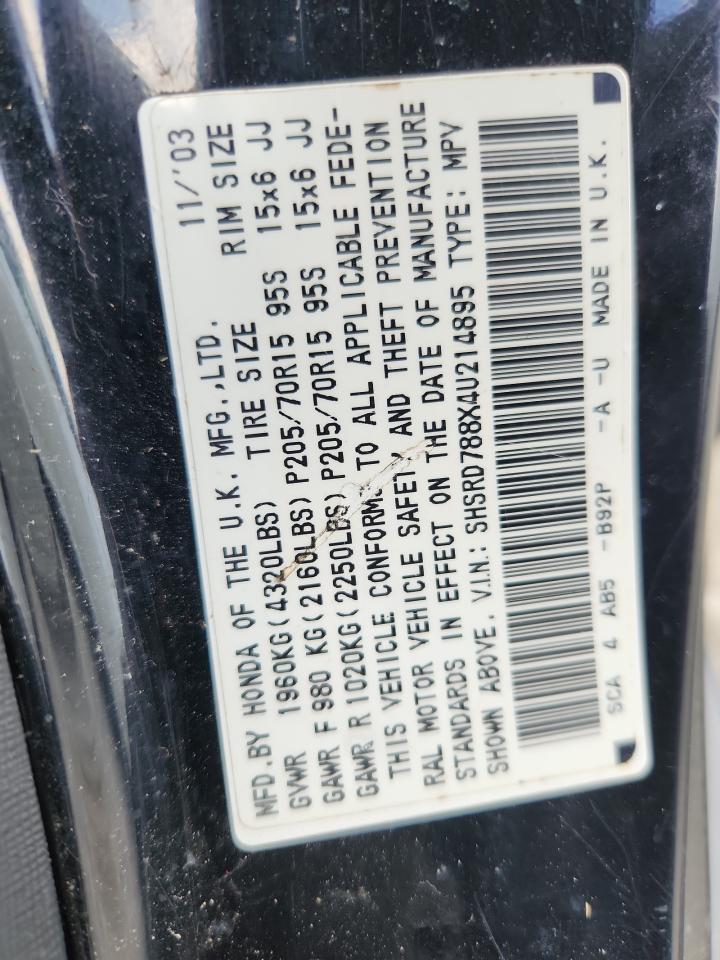 MFD.BY HONDA OF THE U.K. MFG.,LTD. 11/'03
GVWR 1960KG(4320LBS) TIRE SIZE RIM SIZE
GAWR F 980 KG(2160LBS) P205/70R15 95S 15x6 JJ
GAWR R 1020KG(2250LBS) P205/70R15 95S 15x6 JJ
THIS VEHICLE CONFORMS TO ALL APPLICABLE FEDE-
RAL MOTOR VEHICLE SAFETY AND THEFT PREVENTION
STANDARDS IN EFFECT ON THE DATE OF MANUFACTURE
SHOWN ABOVE. V.I.N.: SHSRD788X4U214895 TYPE: MPV
SCA 4 AB5 -B92P -A -U MADE IN U.K.